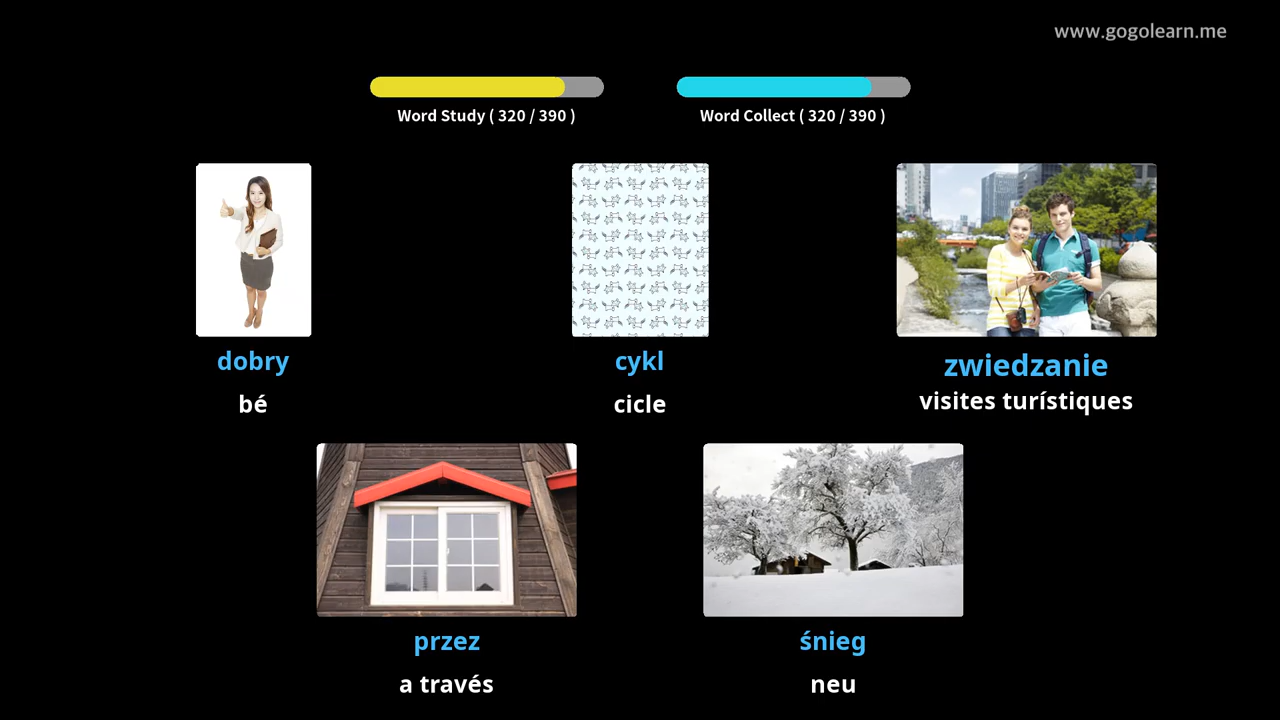 www.gogolearn.me
Word Study ( 320 / 390 )
Word Collect ( 320 / 390 )
dobry
bé
cykl
cicle
zwiedzanie
visites turístiques
przez
a través
śnieg
neu